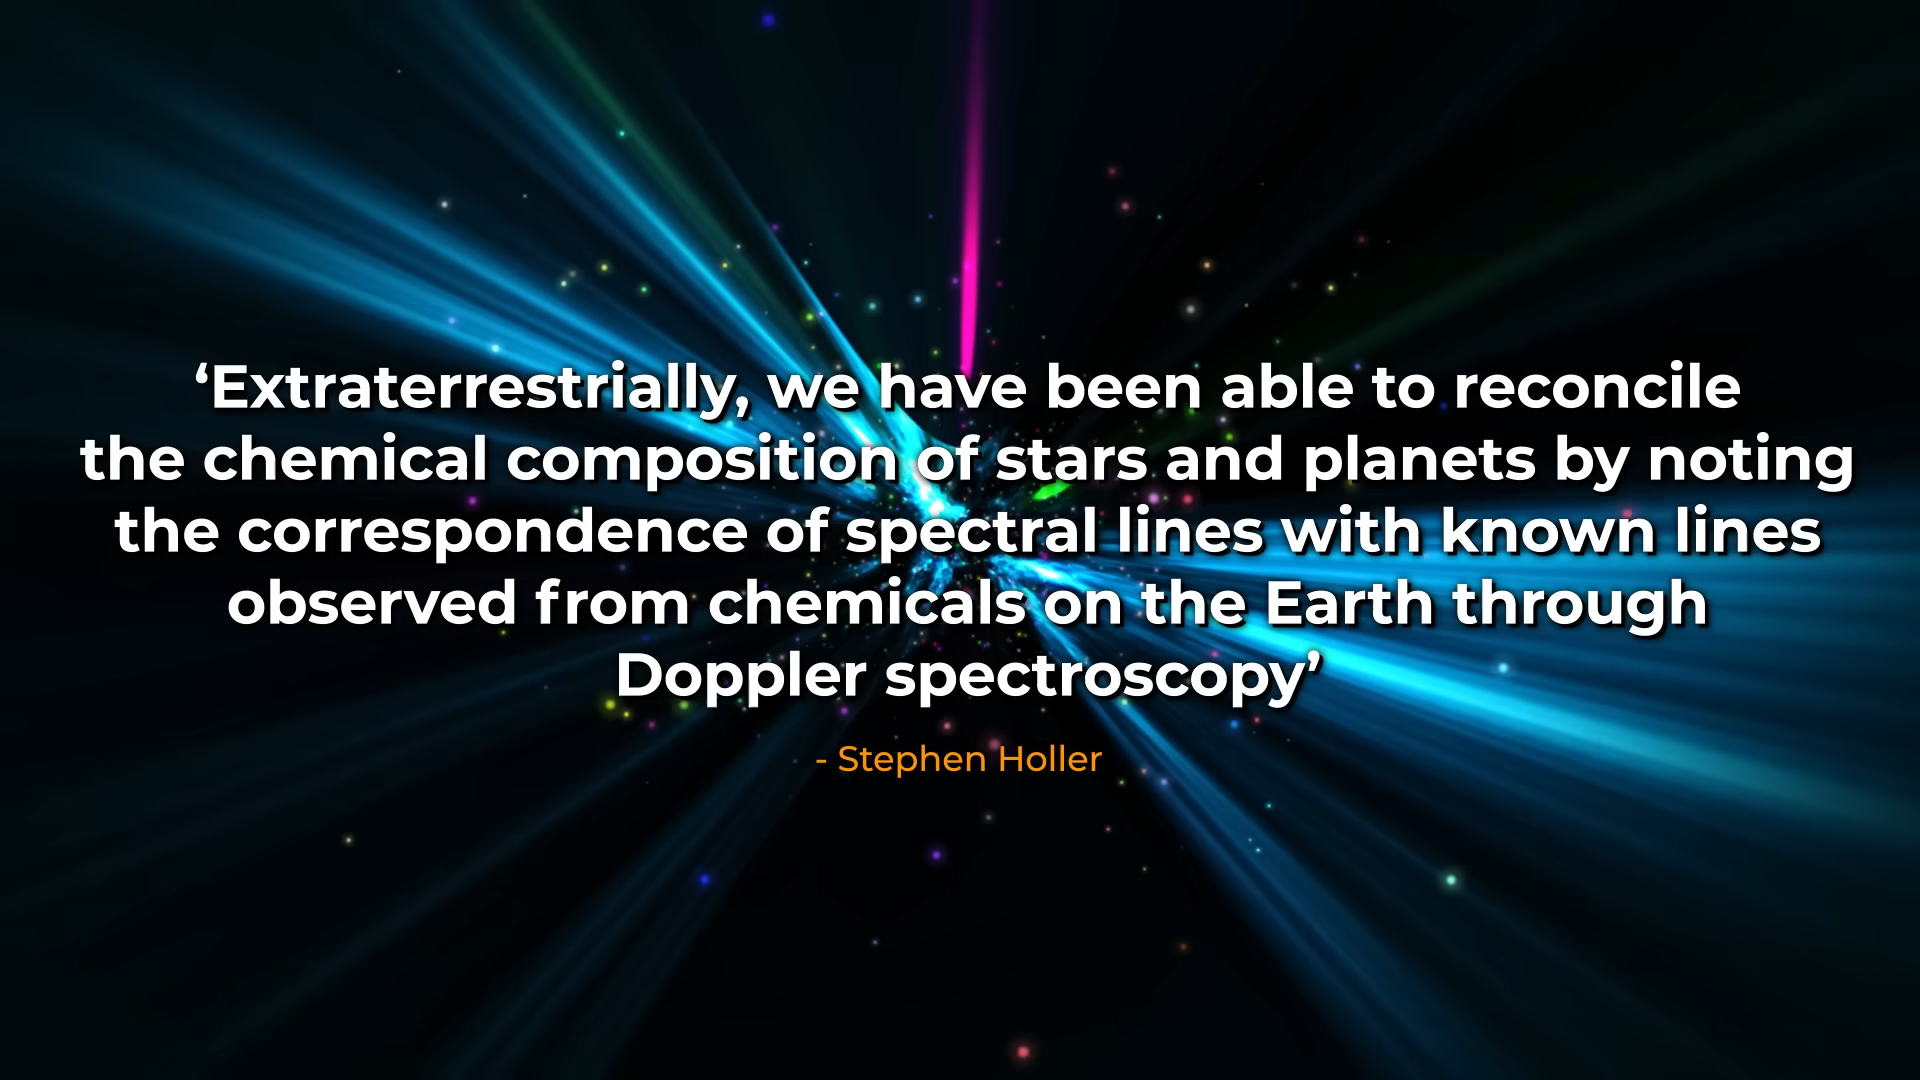 ‘Extraterrestrially, we have been able to reconcile
the chemical composition of stars and planets by noting
the correspondence of spectral lines with known lines
observed from chemicals on the Earth through
Doppler spectroscopy’
- Stephen Holler